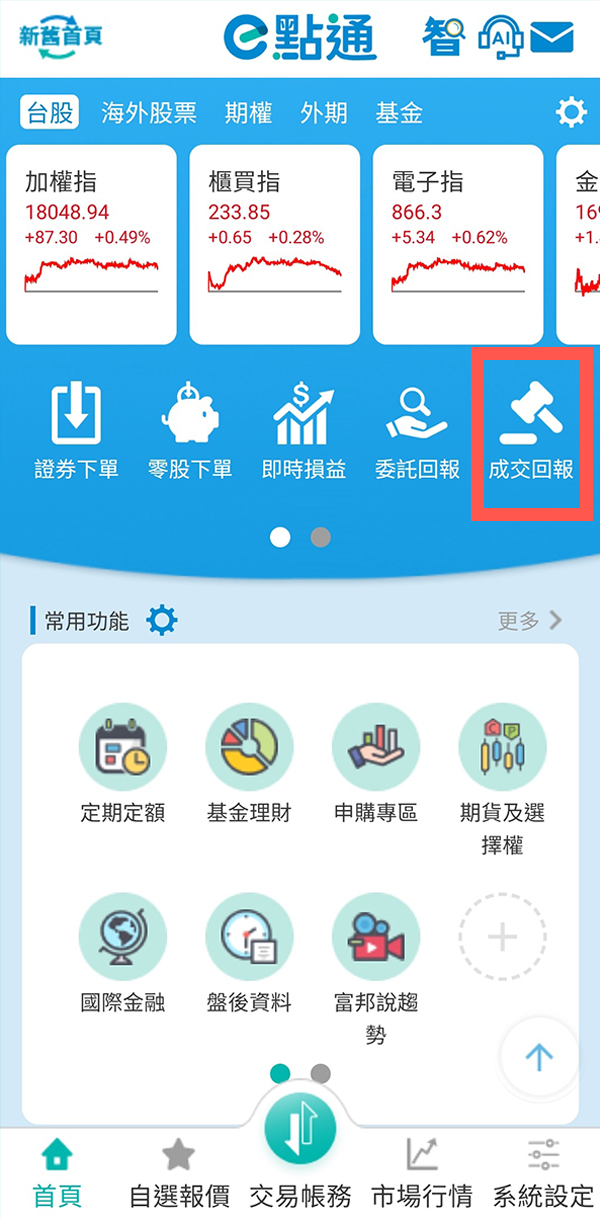 新舊首頁
e點通
智
AI
台股 海外股票 期權 外期 基金
加權指 櫃買指 電子指 金
18048.94 233.85 866.3 169
+87.30 +0.49% +0.65 +0.28% +5.34 +0.62% +1.
$
證券下單 零股下單 即時損益 委託回報 成交回報
常用功能 更多
C P
定期定額 基金理財 申購專區 期貨及選
擇權
國際金融 盤後資料 富邦說趨
勢
首頁 自選報價 交易帳務 市場行情 系統設定